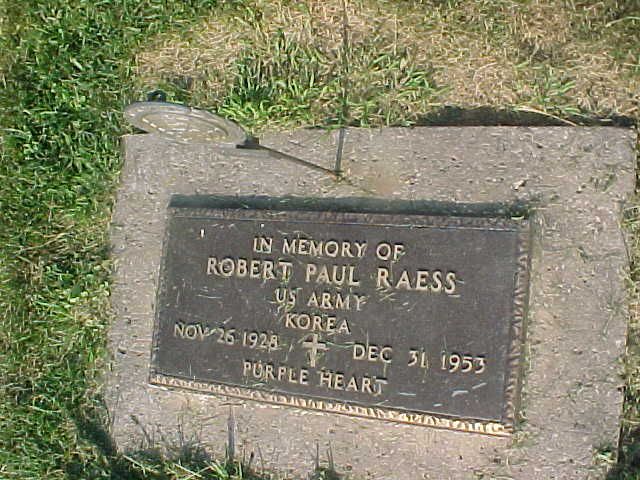 IN MEMORY OF
ROBERT PAUL RAESS
US ARMY
KOREA
NOV 26 1928 DEC 31 1953
PURPLE HEART